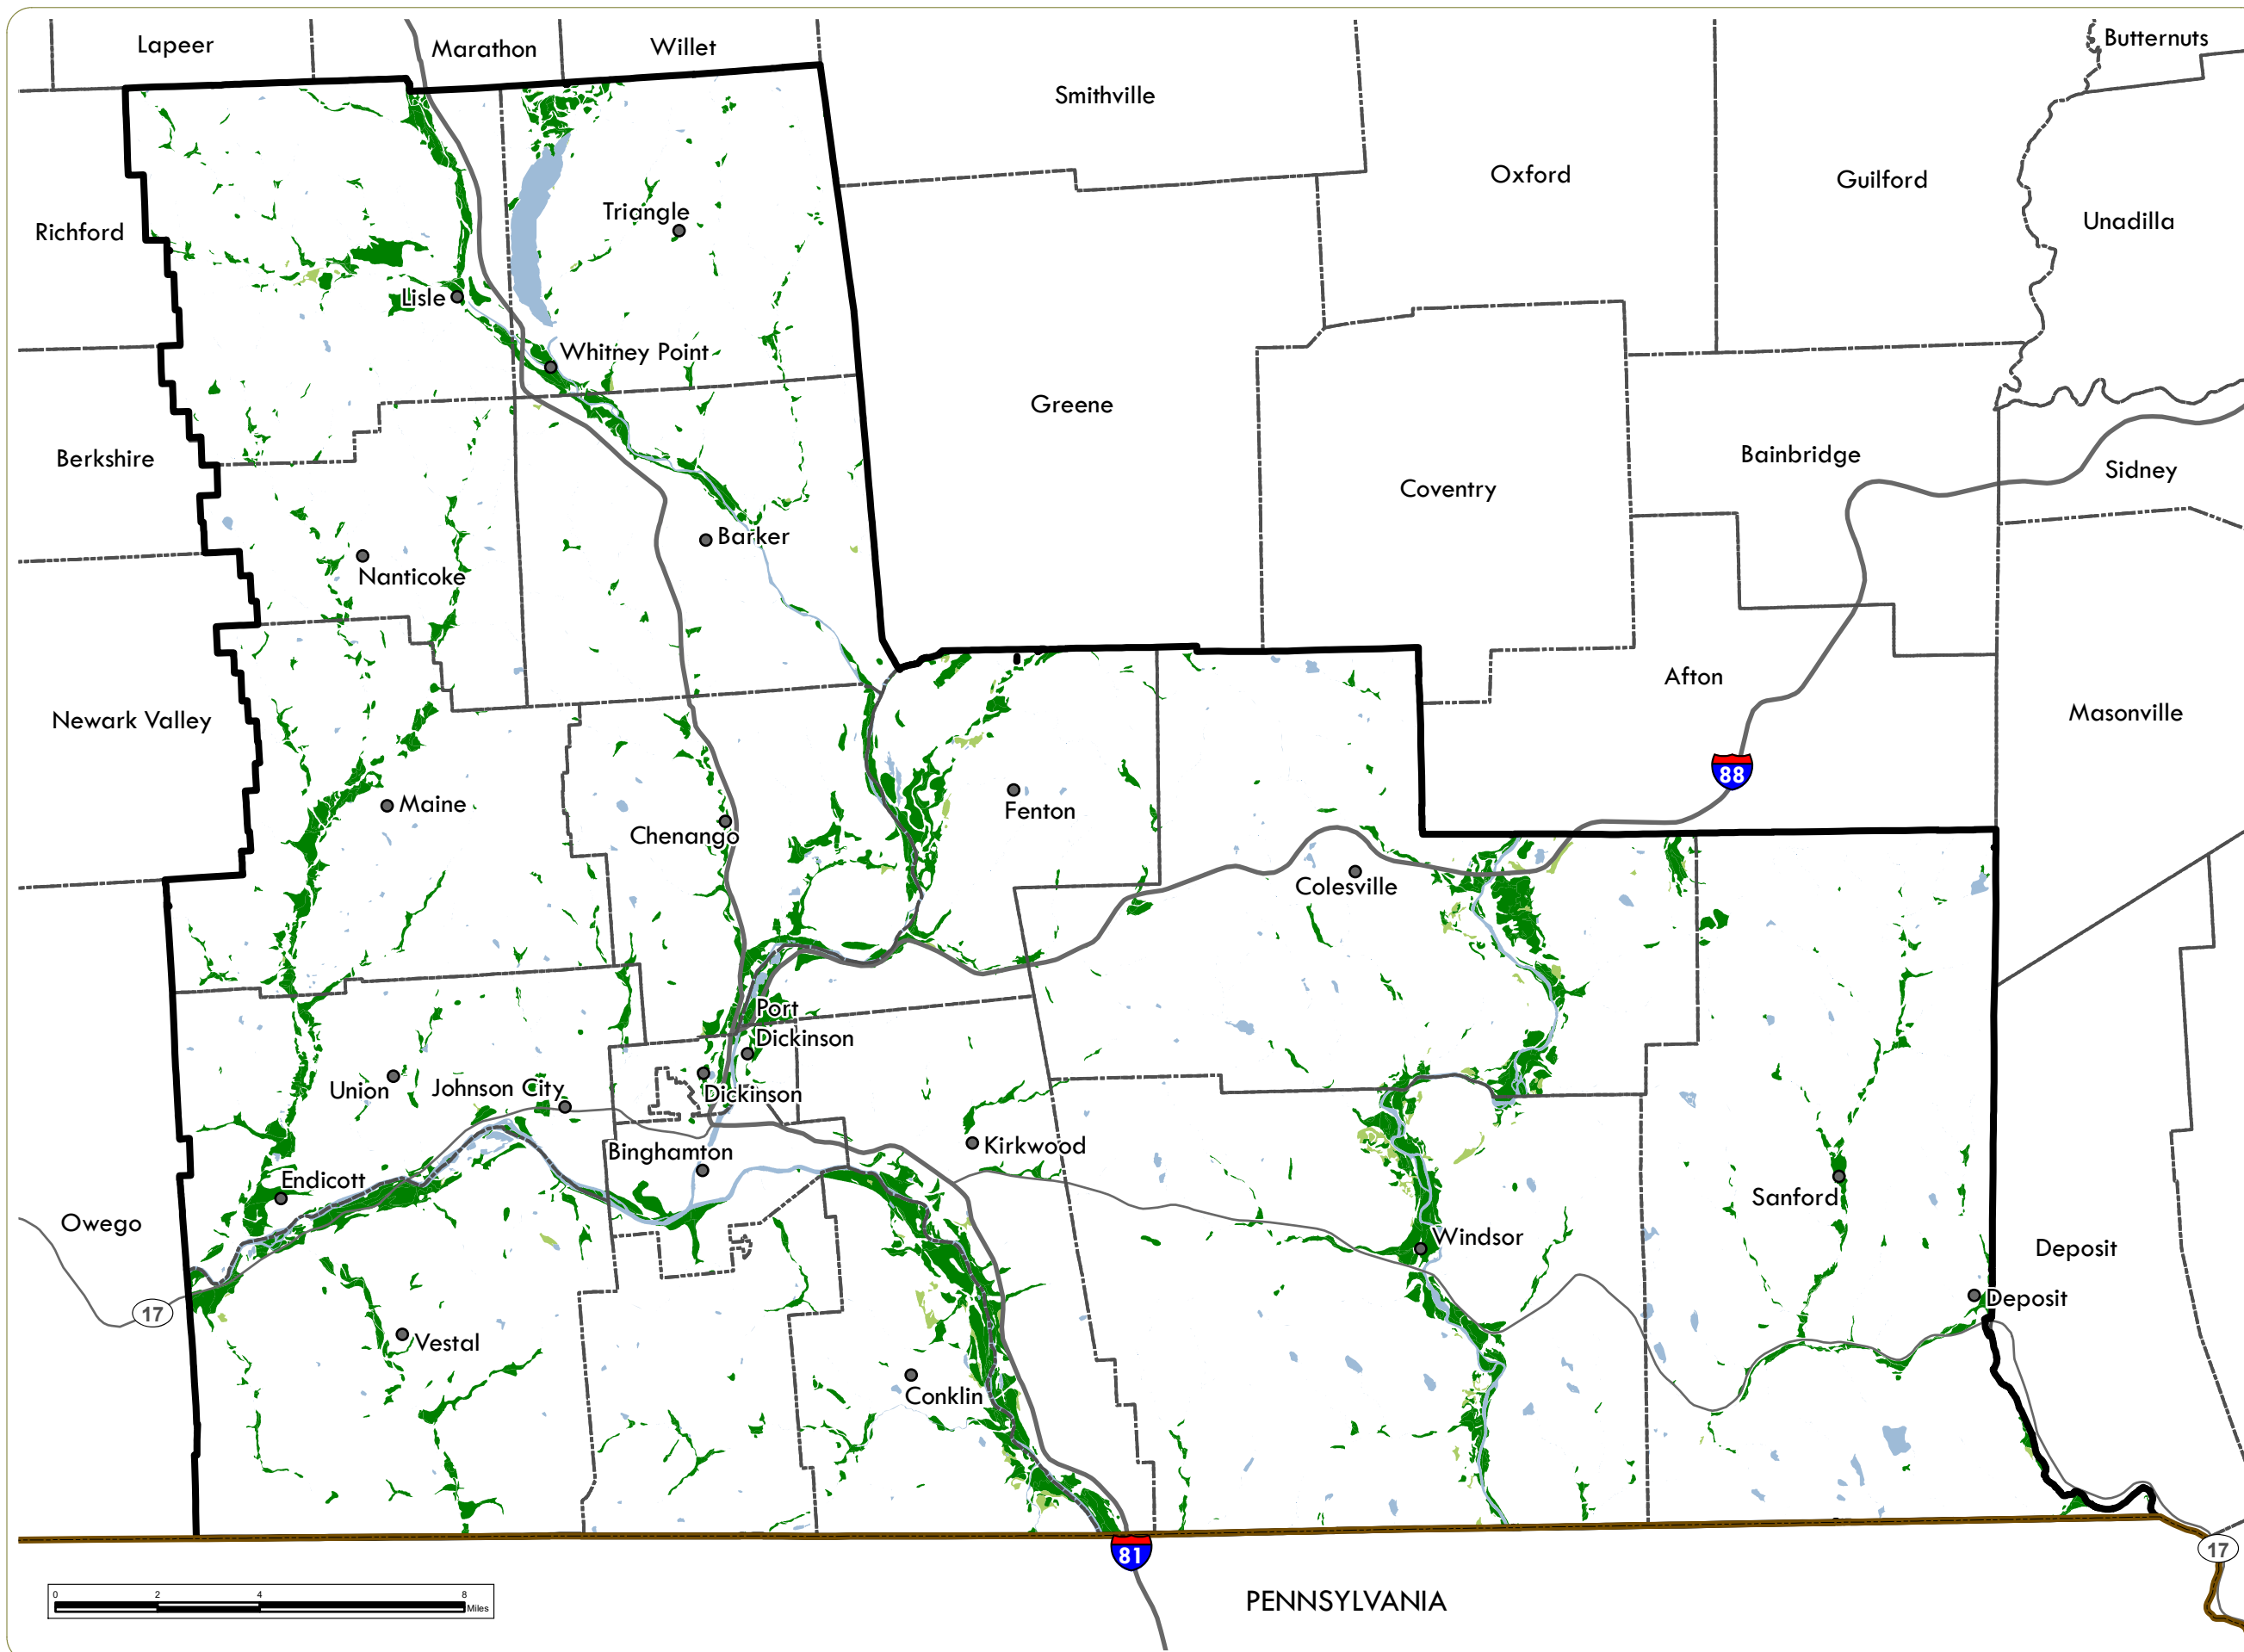 Lapeer
Marathon
Willet
Butternuts
Smithville
Oxford
Guilford
Unadilla
Richford
Triangle
Lisle
Whitney Point
Greene
Berkshire
Bainbridge
Sidney
Coventry
Barker
Nanticoke
Afton
Newark Valley
Masonville
88
Maine
Fenton
Chenango
Colesville
Port
Dickinson
Union
Johnson City
Dickinson
Binghamton
Kirkwood
Endicott
Sanford
Owego
Windsor
Deposit
Deposit
17
Vestal
Conklin
81
17
0 2 4 8
Miles
PENNSYLVANIA